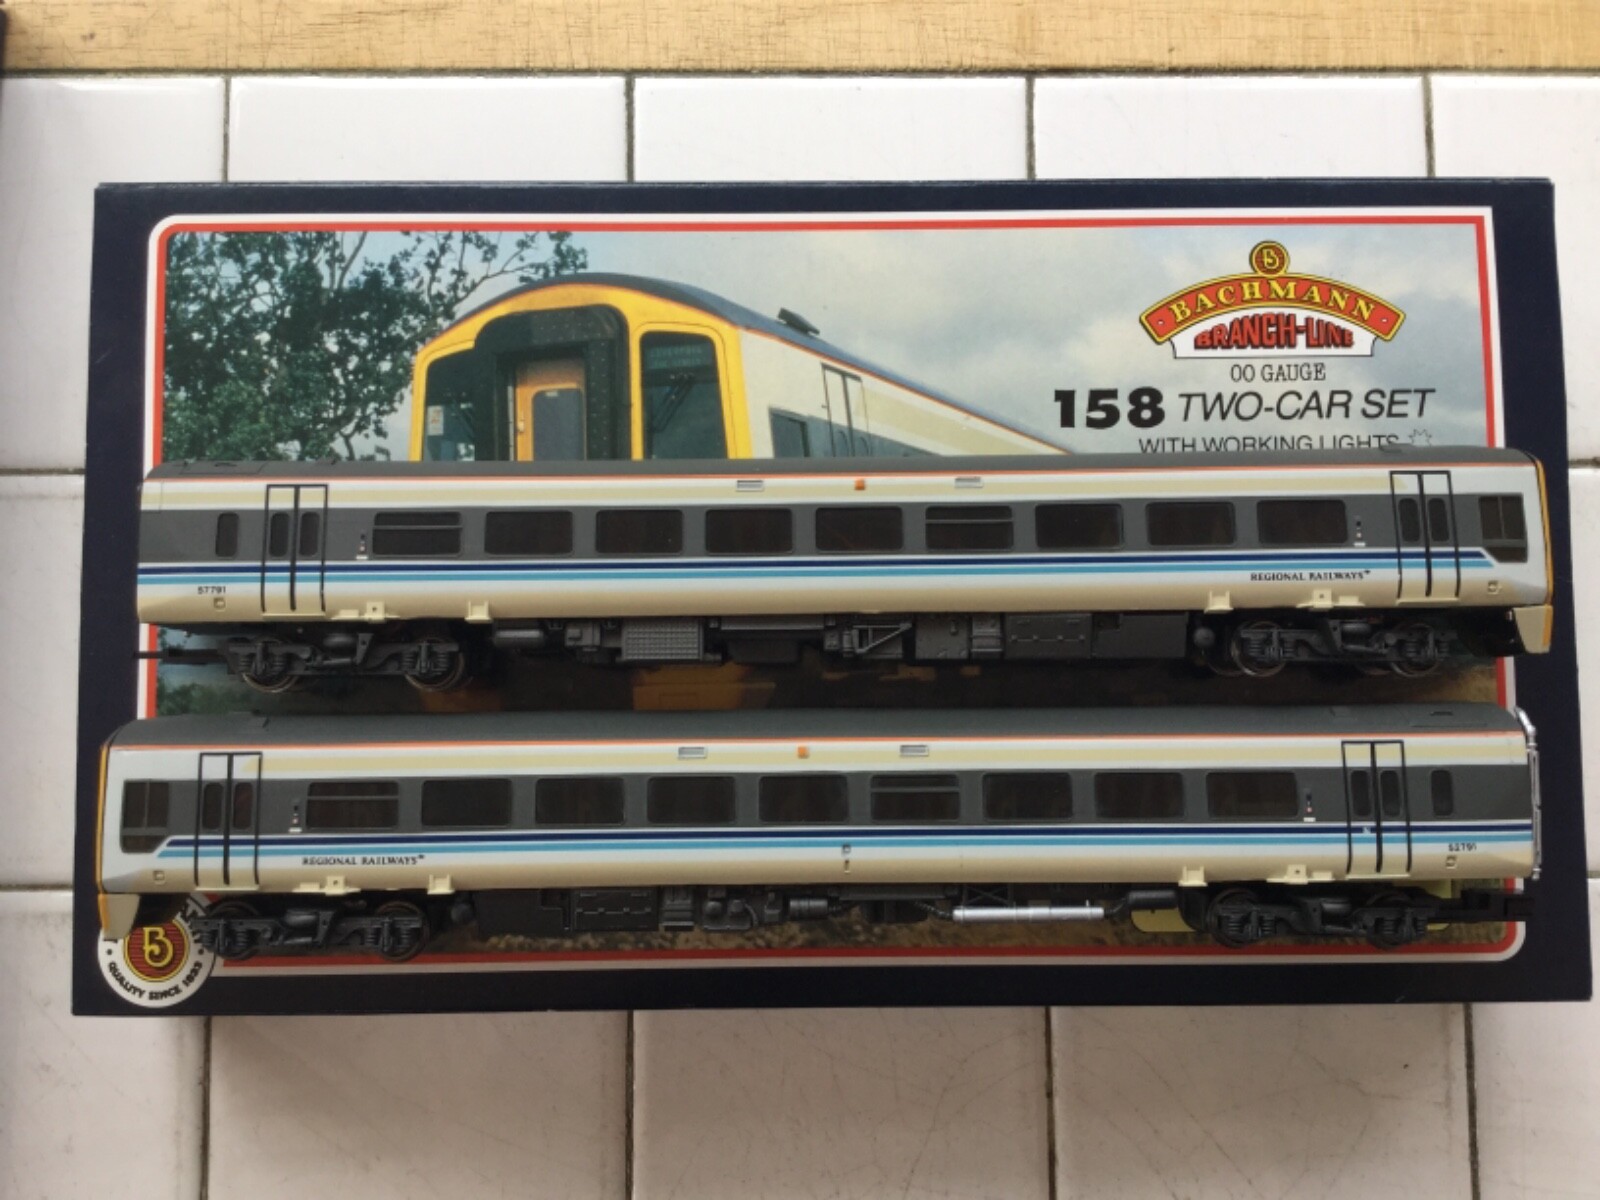 B
BACHMANN
BRANCH-LINE
OO GAUGE
158 TWO-CAR SET
WITH WORKING LIGHTS
REGIONAL RAILWAYS
57791
52791
REGIONAL RAILWAYS
B
QUALITY SINCE 1833